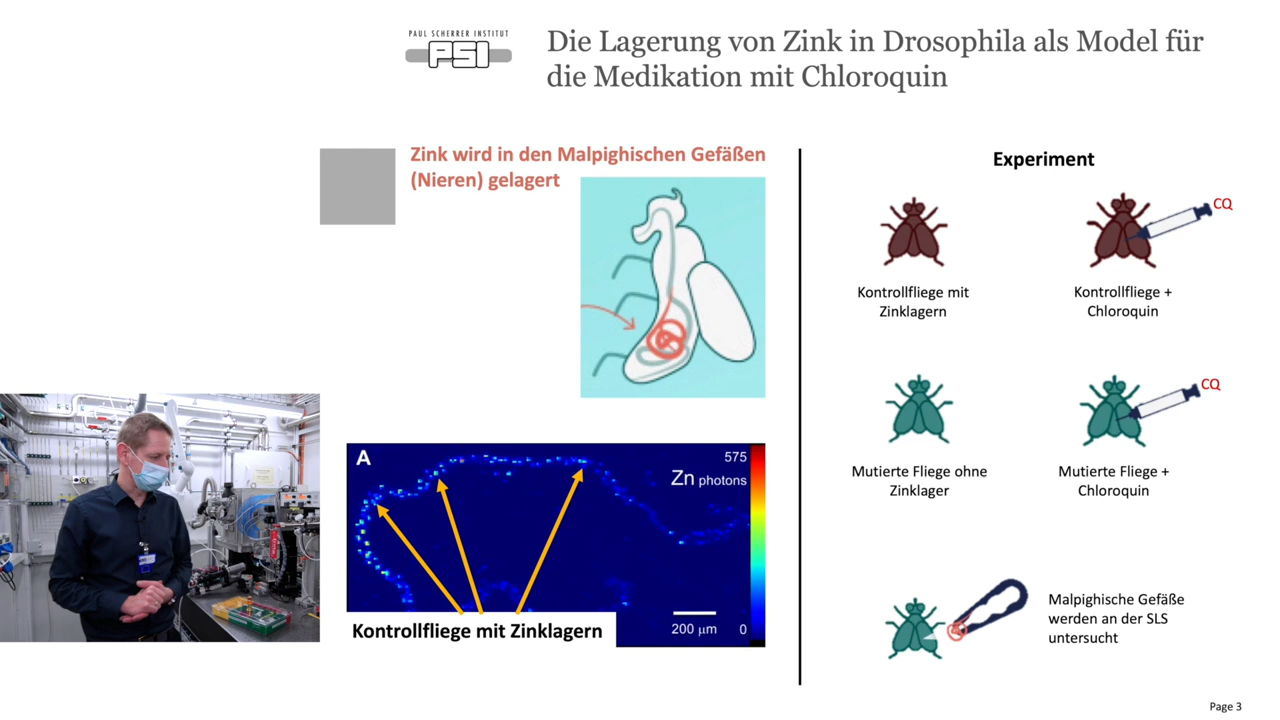 PAUL SCHERRER INSTITUT
PSI
Die Lagerung von Zink in Drosophila als Model für
die Medikation mit Chloroquin
Zink wird in den Malpighischen Gefäßen
(Nieren) gelagert
A
575
Zn photons
200 µm
0
Kontrollfliege mit Zinklagern
Experiment
CQ
Kontrollfliege mit
Zinklagern
Kontrollfliege +
Chloroquin
CQ
Mutierte Fliege ohne
Zinklager
Mutierte Fliege +
Chloroquin
Malpighische Gefäße
werden an der SLS
untersucht
Page 3